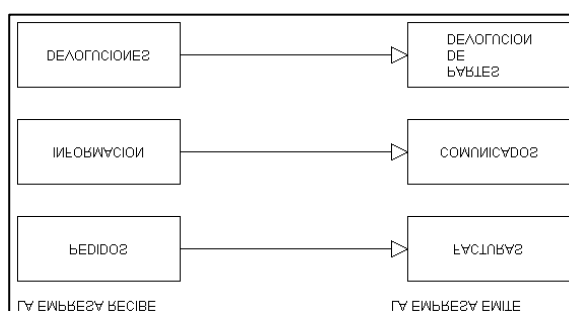 LA EMPRESA RECIBE
LA EMPRESA EMITE
PEDIDOS
FACTURAS
INFORMACION
COMUNICADOS
DEVOLUCIONES
PARTES
DE
DEVOLUCION